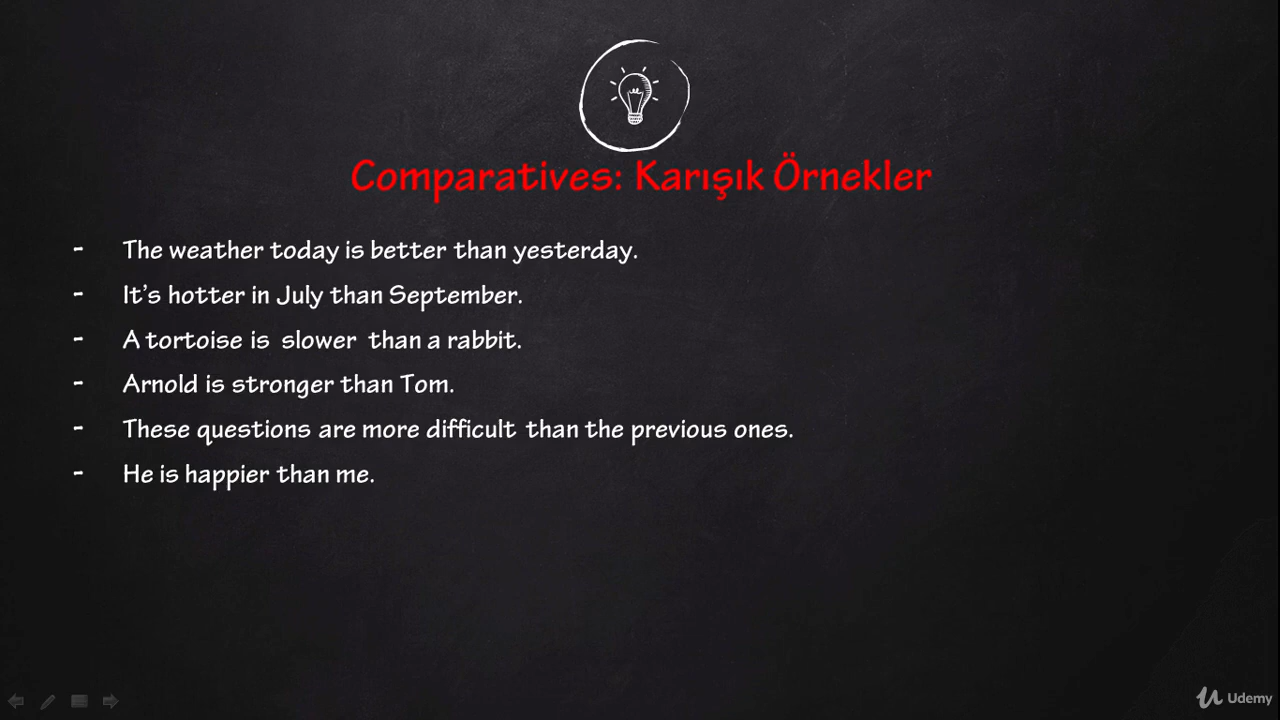 Comparatives: Karışık Örnekler
- The weather today is better than yesterday.
- It's hotter in July than September.
- A tortoise is slower than a rabbit.
- Arnold is stronger than Tom.
- These questions are more difficult than the previous ones.
- He is happier than me.
Udemy